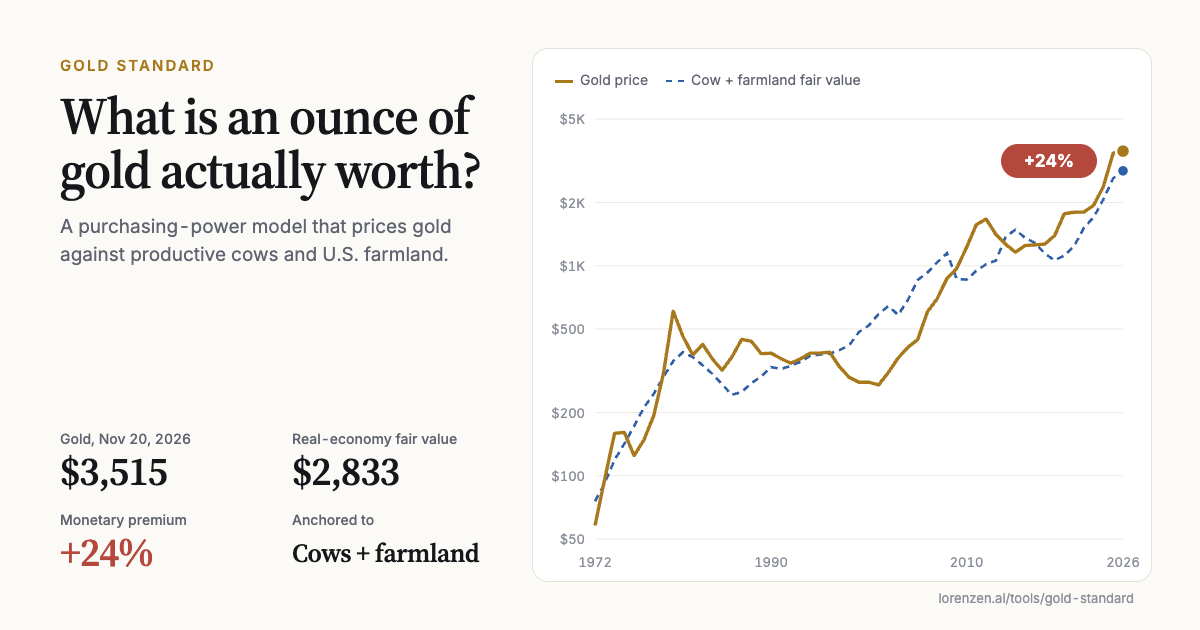 GOLD STANDARD
What is an ounce of
gold actually worth?
A purchasing-power model that prices gold
against productive cows and U.S. farmland.
Gold, Nov 20, 2026
$3,515
Real-economy fair value
$2,833
Monetary premium
+24%
Anchored to
Cows + farmland
Gold price
Cow + farmland fair value
$5K
+24%
$2K
$1K
$500
$200
$100
$50
1972 1990 2010 2026
lorenzen.ai/tools/gold-standard